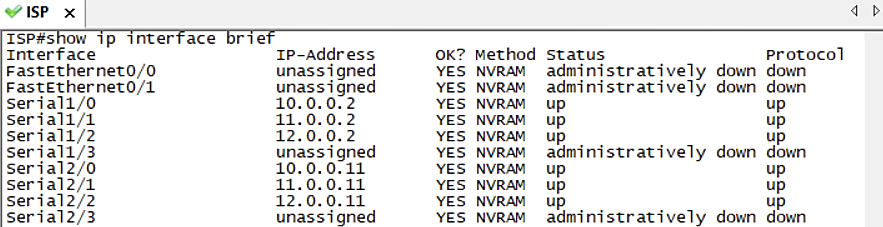 ISP
ISP#show ip interface brief
Interface IP-Address OK? Method Status Protocol
FastEthernet0/0 unassigned YES NVRAM administratively down down
FastEthernet0/1 unassigned YES NVRAM administratively down down
Serial1/0 10.0.0.2 YES NVRAM up up
Serial1/1 11.0.0.2 YES NVRAM up up
Serial1/2 12.0.0.2 YES NVRAM up up
Serial1/3 unassigned YES NVRAM administratively down down
Serial2/0 10.0.0.11 YES NVRAM up up
Serial2/1 11.0.0.11 YES NVRAM up up
Serial2/2 12.0.0.11 YES NVRAM up up
Serial2/3 unassigned YES NVRAM administratively down down